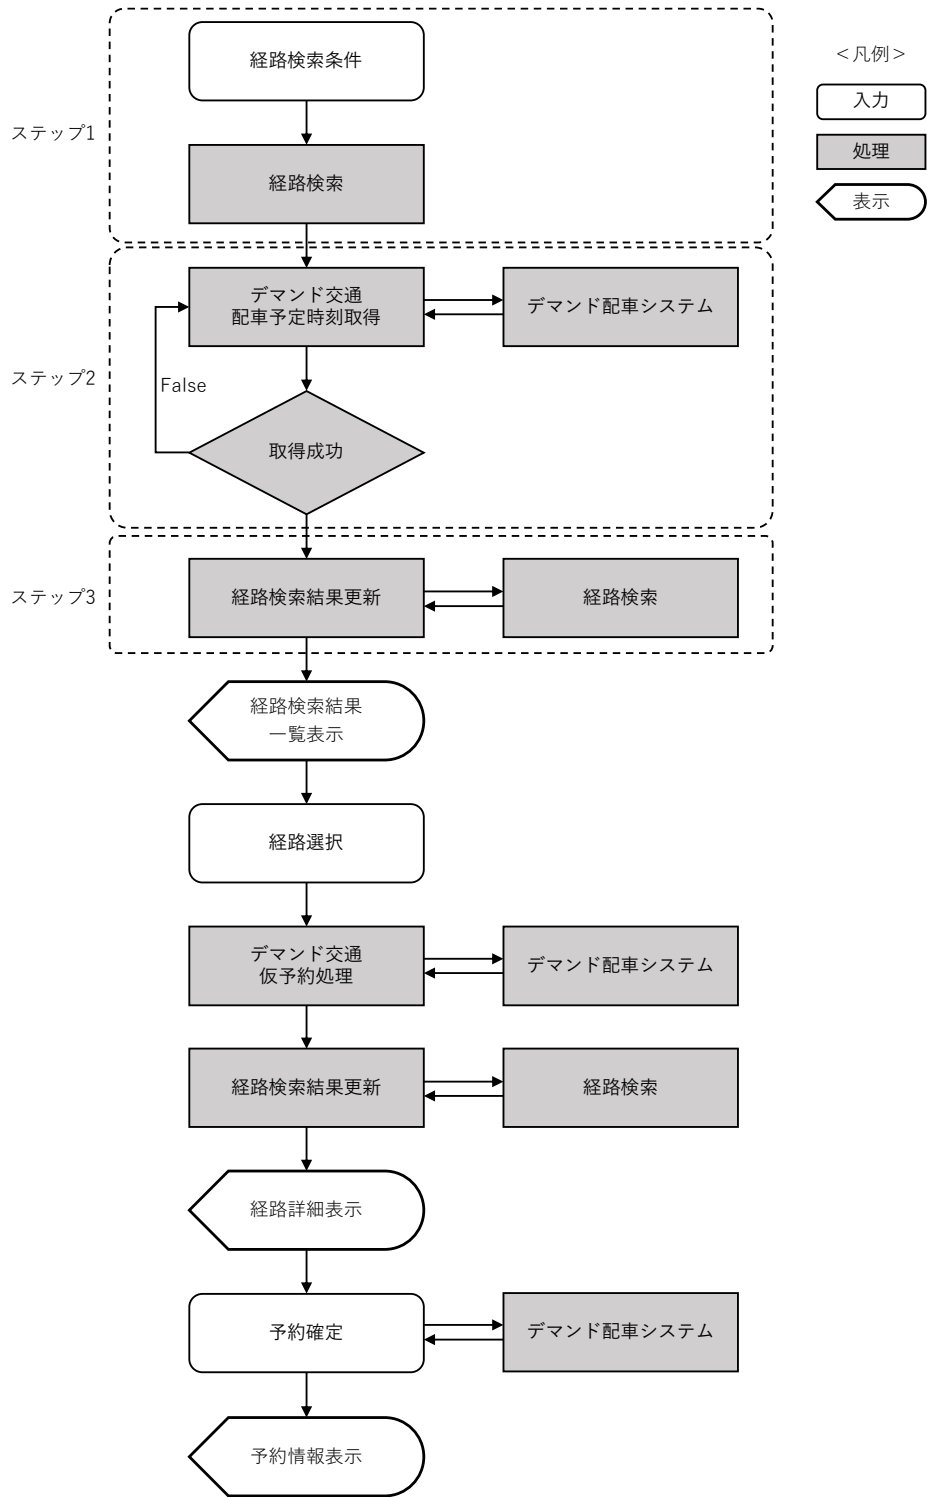 経路検索条件
＜凡例＞
入力
処理
表示
ステップ1
経路検索
デマンド交通
配車予定時刻取得
デマンド配車システム
ステップ2
False
取得成功
ステップ3
経路検索結果更新
経路検索
経路検索結果
一覧表示
経路選択
デマンド交通
仮予約処理
デマンド配車システム
経路検索結果更新
経路検索
経路詳細表示
予約確定
デマンド配車システム
予約情報表示